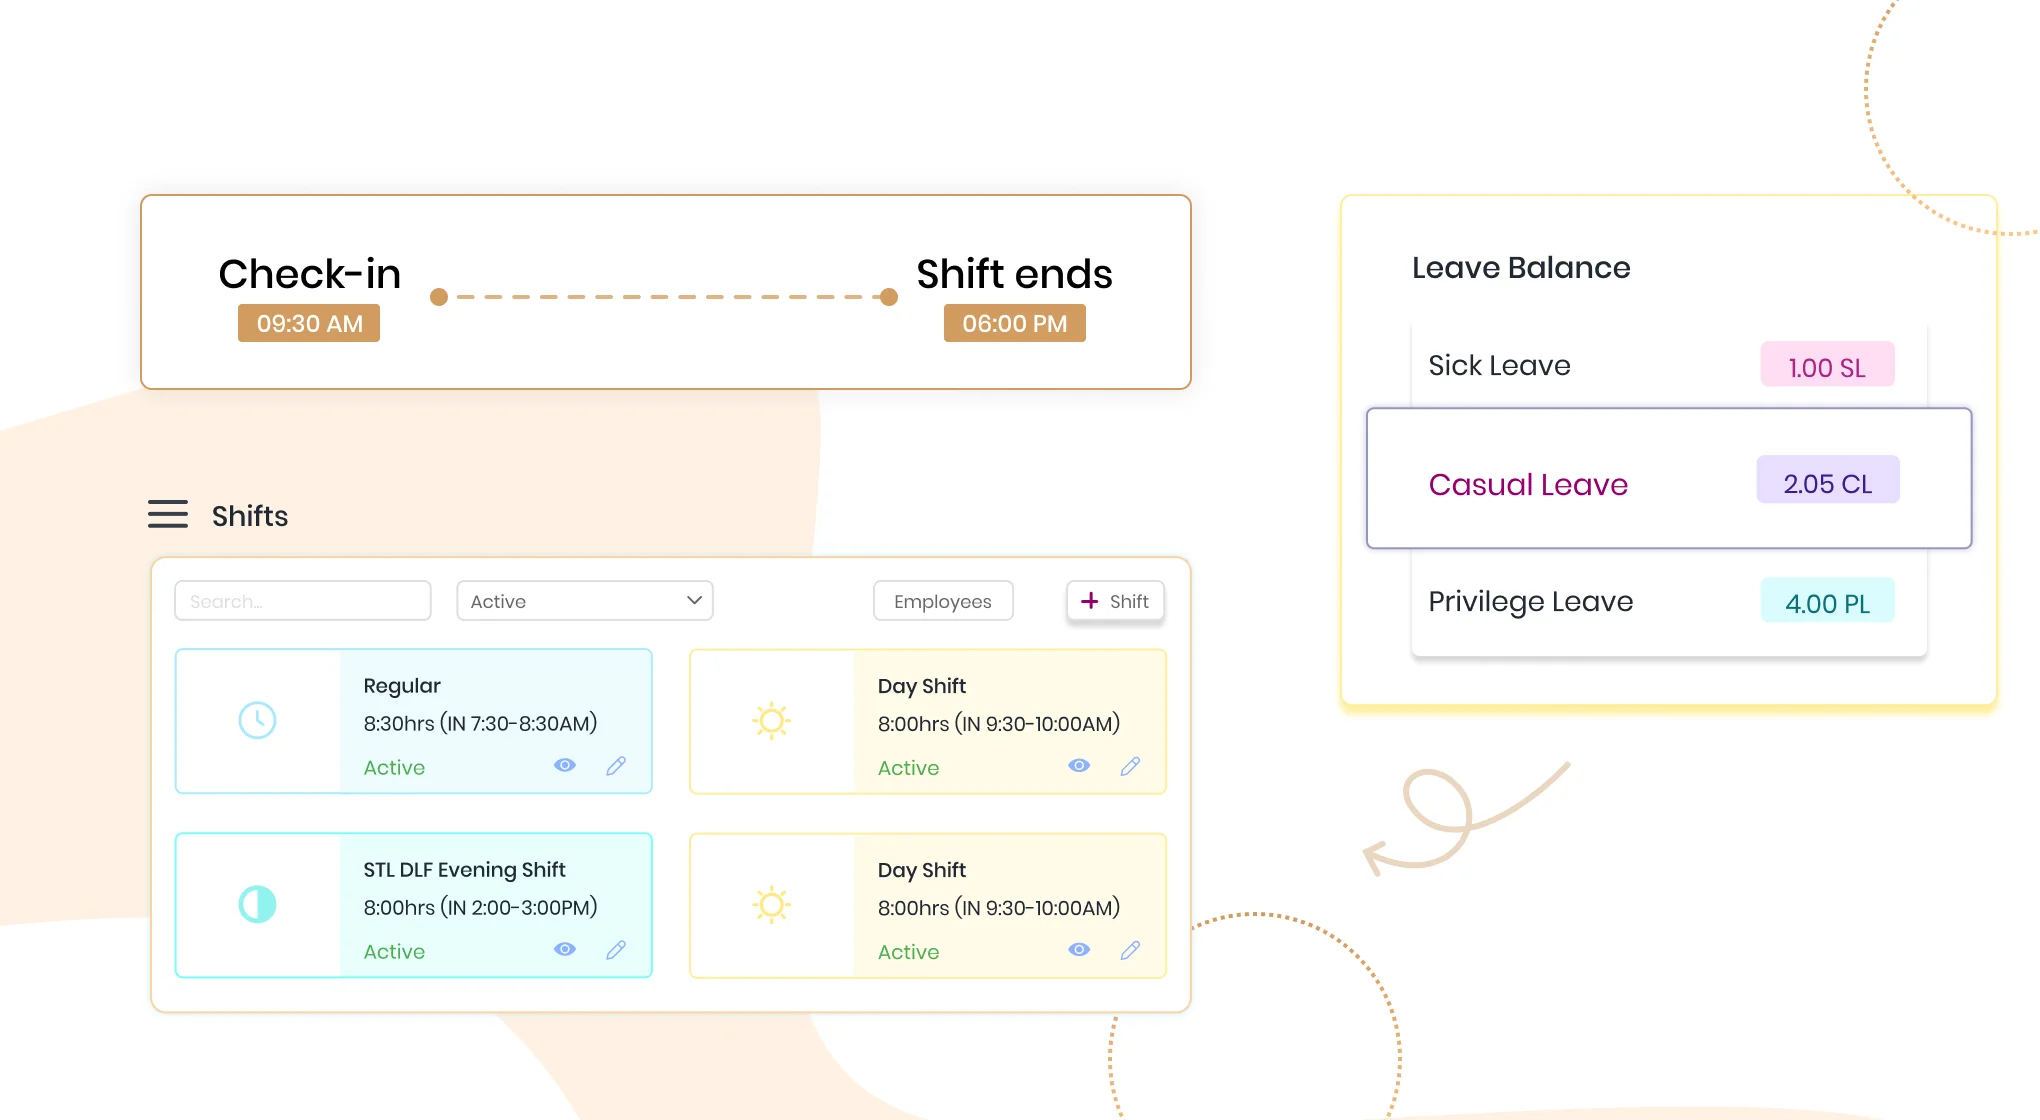 Check-in
09:30 AM
Shift ends
06:00 PM
Leave Balance
Sick Leave 1.00 SL
Casual Leave 2.05 CL
Privilege Leave 4.00 PL
Shifts
Search...
Active
Employees
+ Shift
Regular
8:30hrs (IN 7:30-8:30AM)
Active
Day Shift
8:00hrs (IN 9:30-10:00AM)
Active
STL DLF Evening Shift
8:00hrs (IN 2:00-3:00PM)
Active
Day Shift
8:00hrs (IN 9:30-10:00AM)
Active